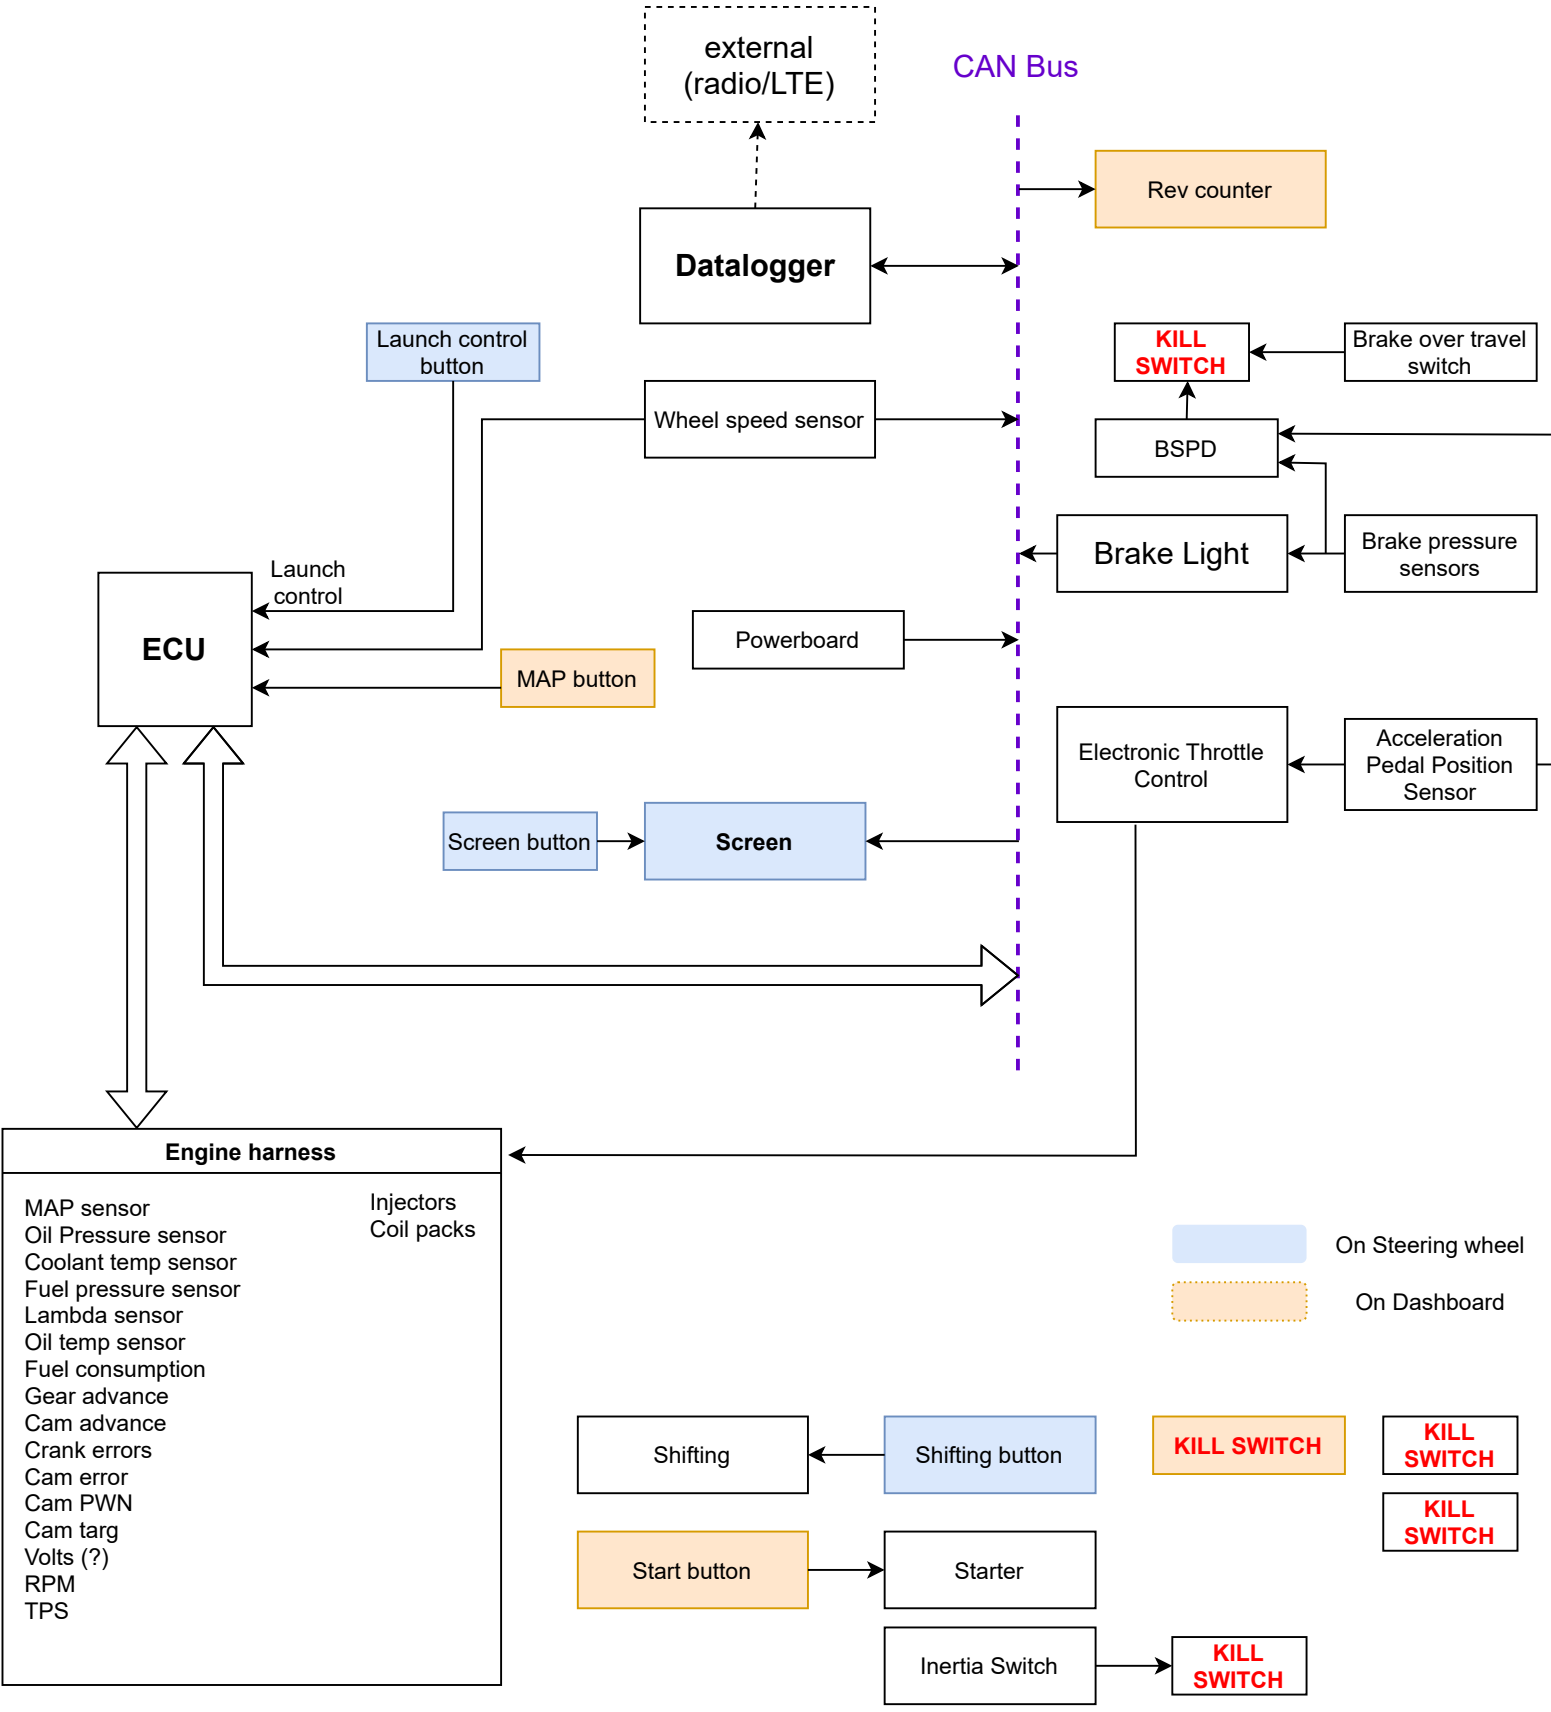 external
(radio/LTE)
CAN Bus
Rev counter
Datalogger
Launch control
button
KILL
SWITCH
Brake over travel
switch
Wheel speed sensor
BSPD
Brake Light
Brake pressure
sensors
Launch
control
ECU
Powerboard
MAP button
Electronic Throttle
Control
Acceleration
Pedal Position
Sensor
Screen button
Screen
Engine harness
MAP sensor
Oil Pressure sensor
Coolant temp sensor
Fuel pressure sensor
Lambda sensor
Oil temp sensor
Fuel consumption
Gear advance
Cam advance
Crank errors
Cam error
Cam PWN
Cam targ
Volts (?)
RPM
TPS
Injectors
Coil packs
On Steering wheel
On Dashboard
Shifting
Shifting button
KILL SWITCH
KILL
SWITCH
KILL
SWITCH
Start button
Starter
Inertia Switch
KILL
SWITCH